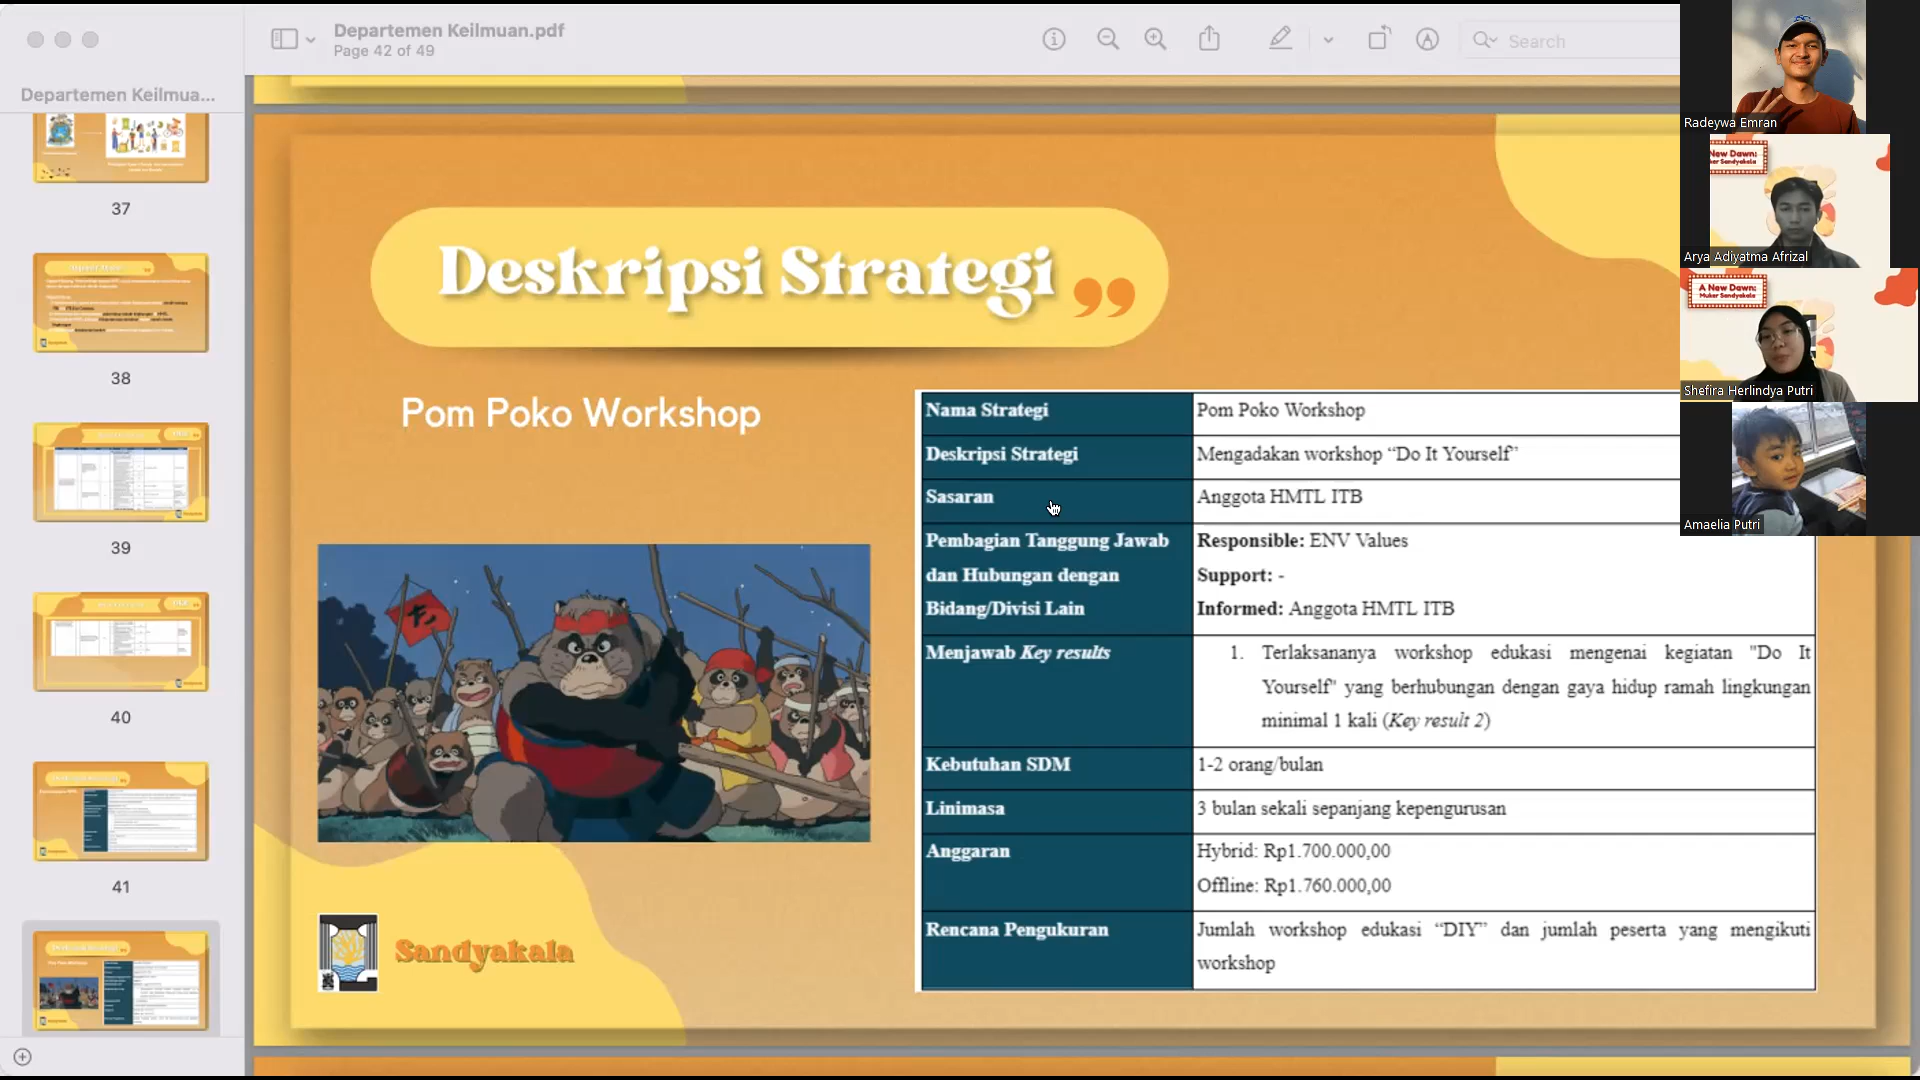 Departemen Keilmuan.pdf
Page 42 of 49
Search
Departemen Keilmua...
37
38
39
40
41
Deskripsi Strategi
Pom Poko Workshop
Nama Strategi
Pom Poko Workshop
Deskripsi Strategi
Mengadakan workshop “Do It Yourself”
Sasaran
Anggota HMTL ITB
Pembagian Tanggung Jawab
dan Hubungan dengan
Bidang/Divisi Lain
Responsible: ENV Values
Support: -
Informed: Anggota HMTL ITB
Menjawab Key results
1. Terlaksananya workshop edukasi mengenai kegiatan "Do It
Yourself" yang berhubungan dengan gaya hidup ramah lingkungan
minimal 1 kali (Key result 2)
Kebutuhan SDM
1-2 orang/bulan
Linimasa
3 bulan sekali sepanjang kepengurusan
Anggaran
Hybrid: Rp1.700.000,00
Offline: Rp1.760.000,00
Rencana Pengukuran
Jumlah workshop edukasi “DIY” dan jumlah peserta yang mengikuti
workshop
Sandyakala
た
Radeywa Emran
New Dawn:
Sandyakala
Arya Adiyatma Afrizal
A New Dawn:
Muker Sandyakala
Shefira Herlindya Putri
Amaelia Putri